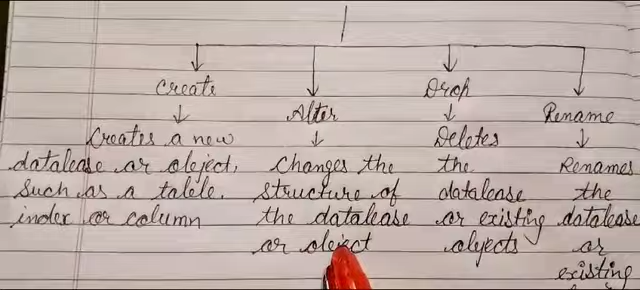 Create
Creates a new
database or object,
such as a table.
index or column
Alter
Changes the
structure of
the database
or object
Drop
Deletes
the
database
or existing
objects
Rename
Renames
the
database
or
existing